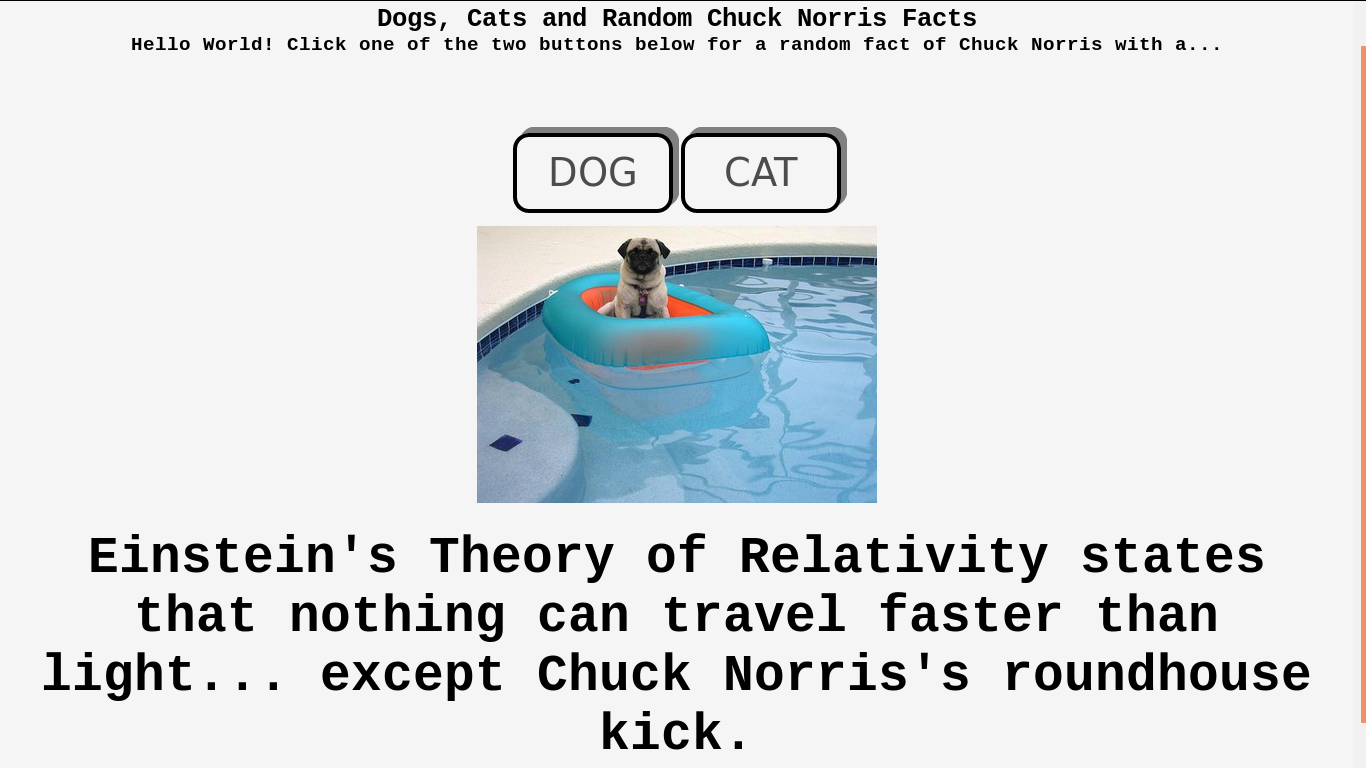 Dogs, Cats and Random Chuck Norris Facts
Hello World! Click one of the two buttons below for a random fact of Chuck Norris with a...
DOG CAT
Einstein's Theory of Relativity states
that nothing can travel faster than
light... except Chuck Norris's roundhouse
kick.